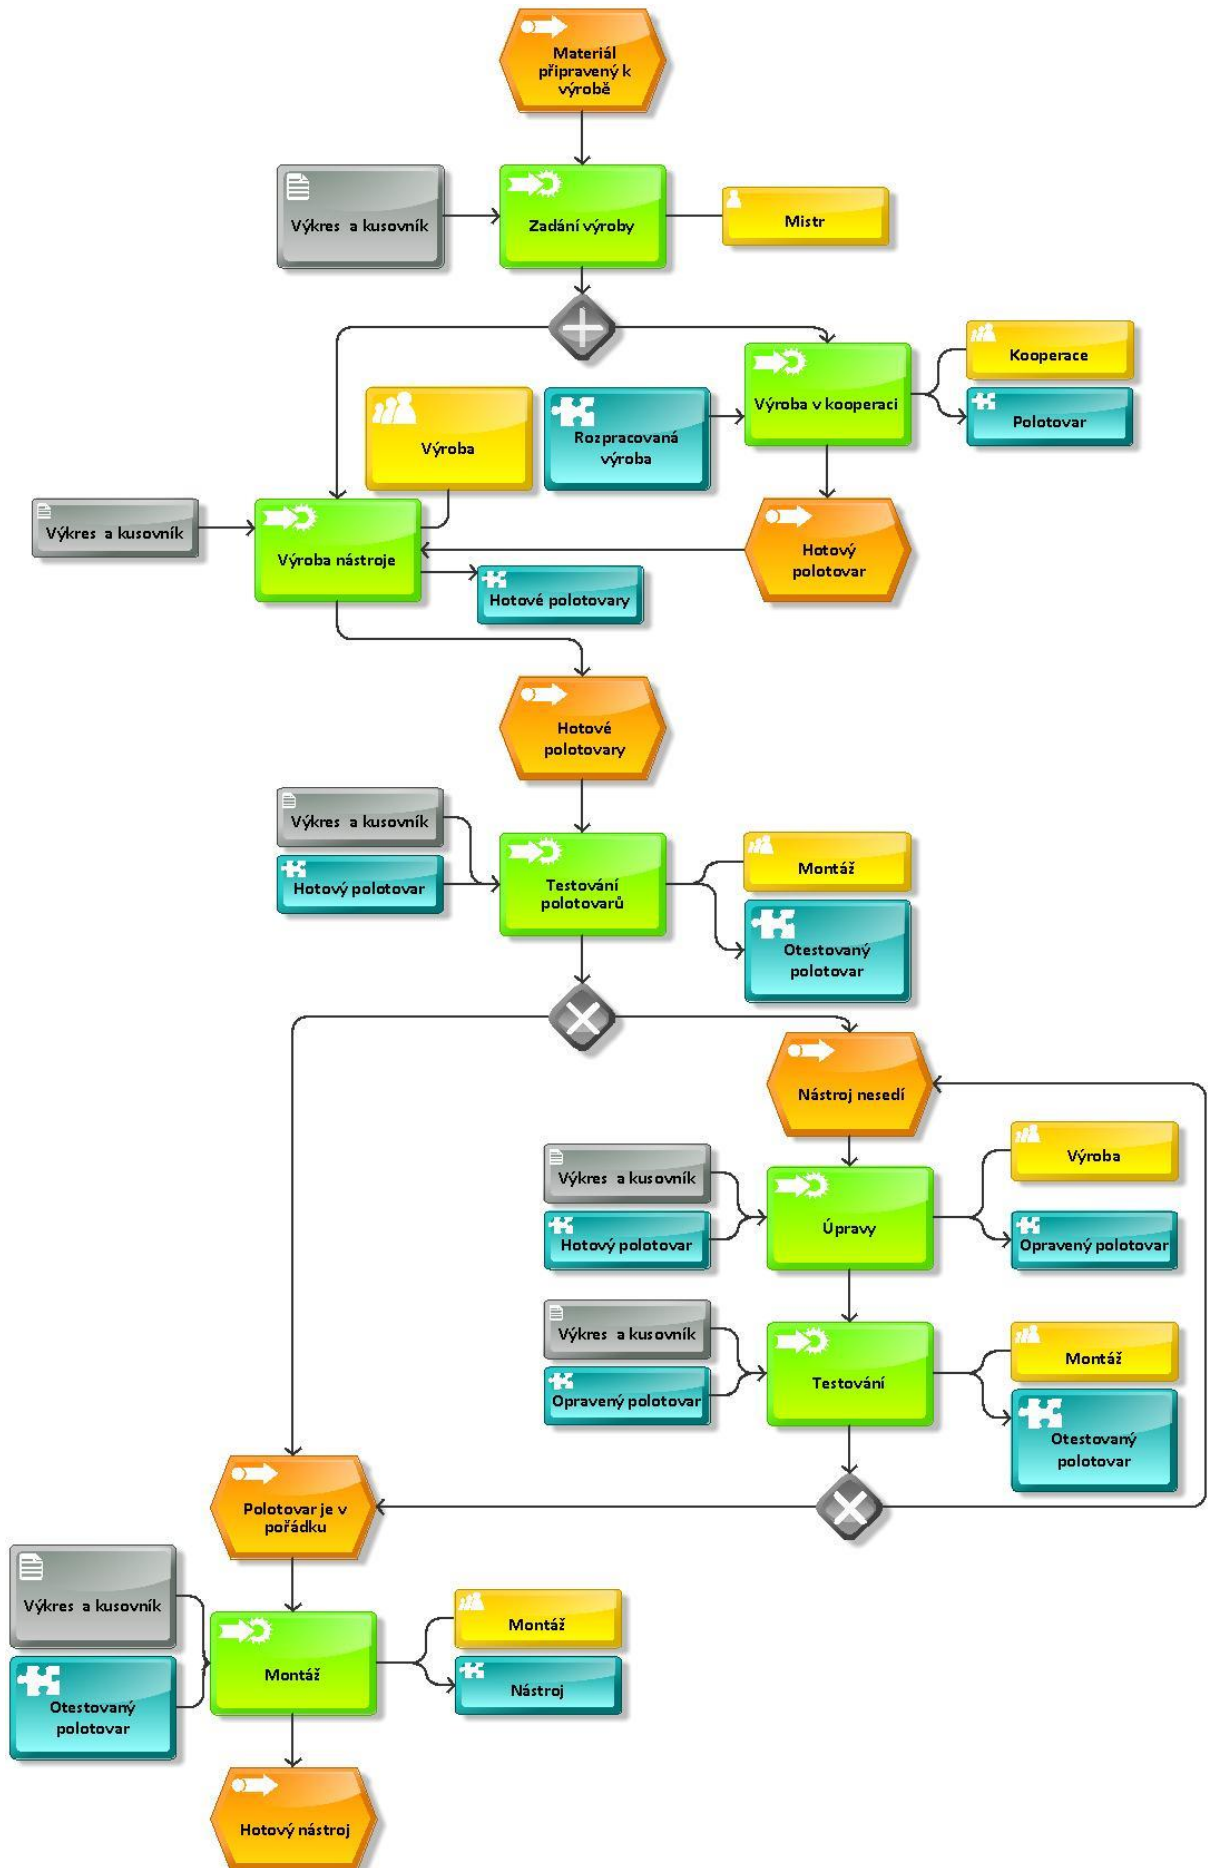 Materiál
připravený k
výrobě
Výkres a kusovník
Zadání výroby
Mistr
Kooperace
Výroba v kooperaci
Polotovar
Rozpracovaná
výroba
Výroba
Výkres a kusovník
Výroba nástroje
Hotový
polotovar
Hotové polotovary
Hotové
polotovary
Výkres a kusovník
Hotový polotovar
Testování
polotovarů
Montáž
Otestovaný
polotovar
Nástroj nesedí
Výkres a kusovník
Hotový polotovar
Úpravy
Výroba
Opravený polotovar
Výkres a kusovník
Opravený polotovar
Testování
Montáž
Otestovaný
polotovar
Polotovar je v
pořádku
Výkres a kusovník
Otestovaný
polotovar
Montáž
Montáž
Nástroj
Hotový nástroj